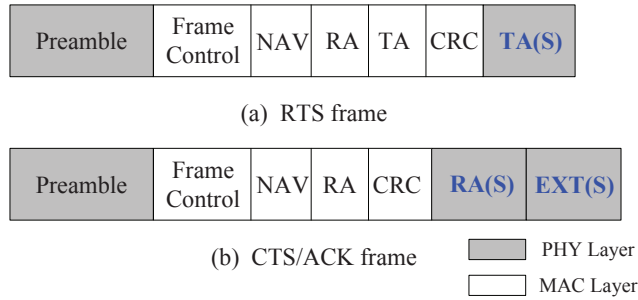 Preamble Frame Control NAV RA TA CRC TA(S)
(a) RTS frame
Preamble Frame Control NAV RA CRC RA(S) EXT(S)
(b) CTS/ACK frame
PHY Layer
MAC Layer